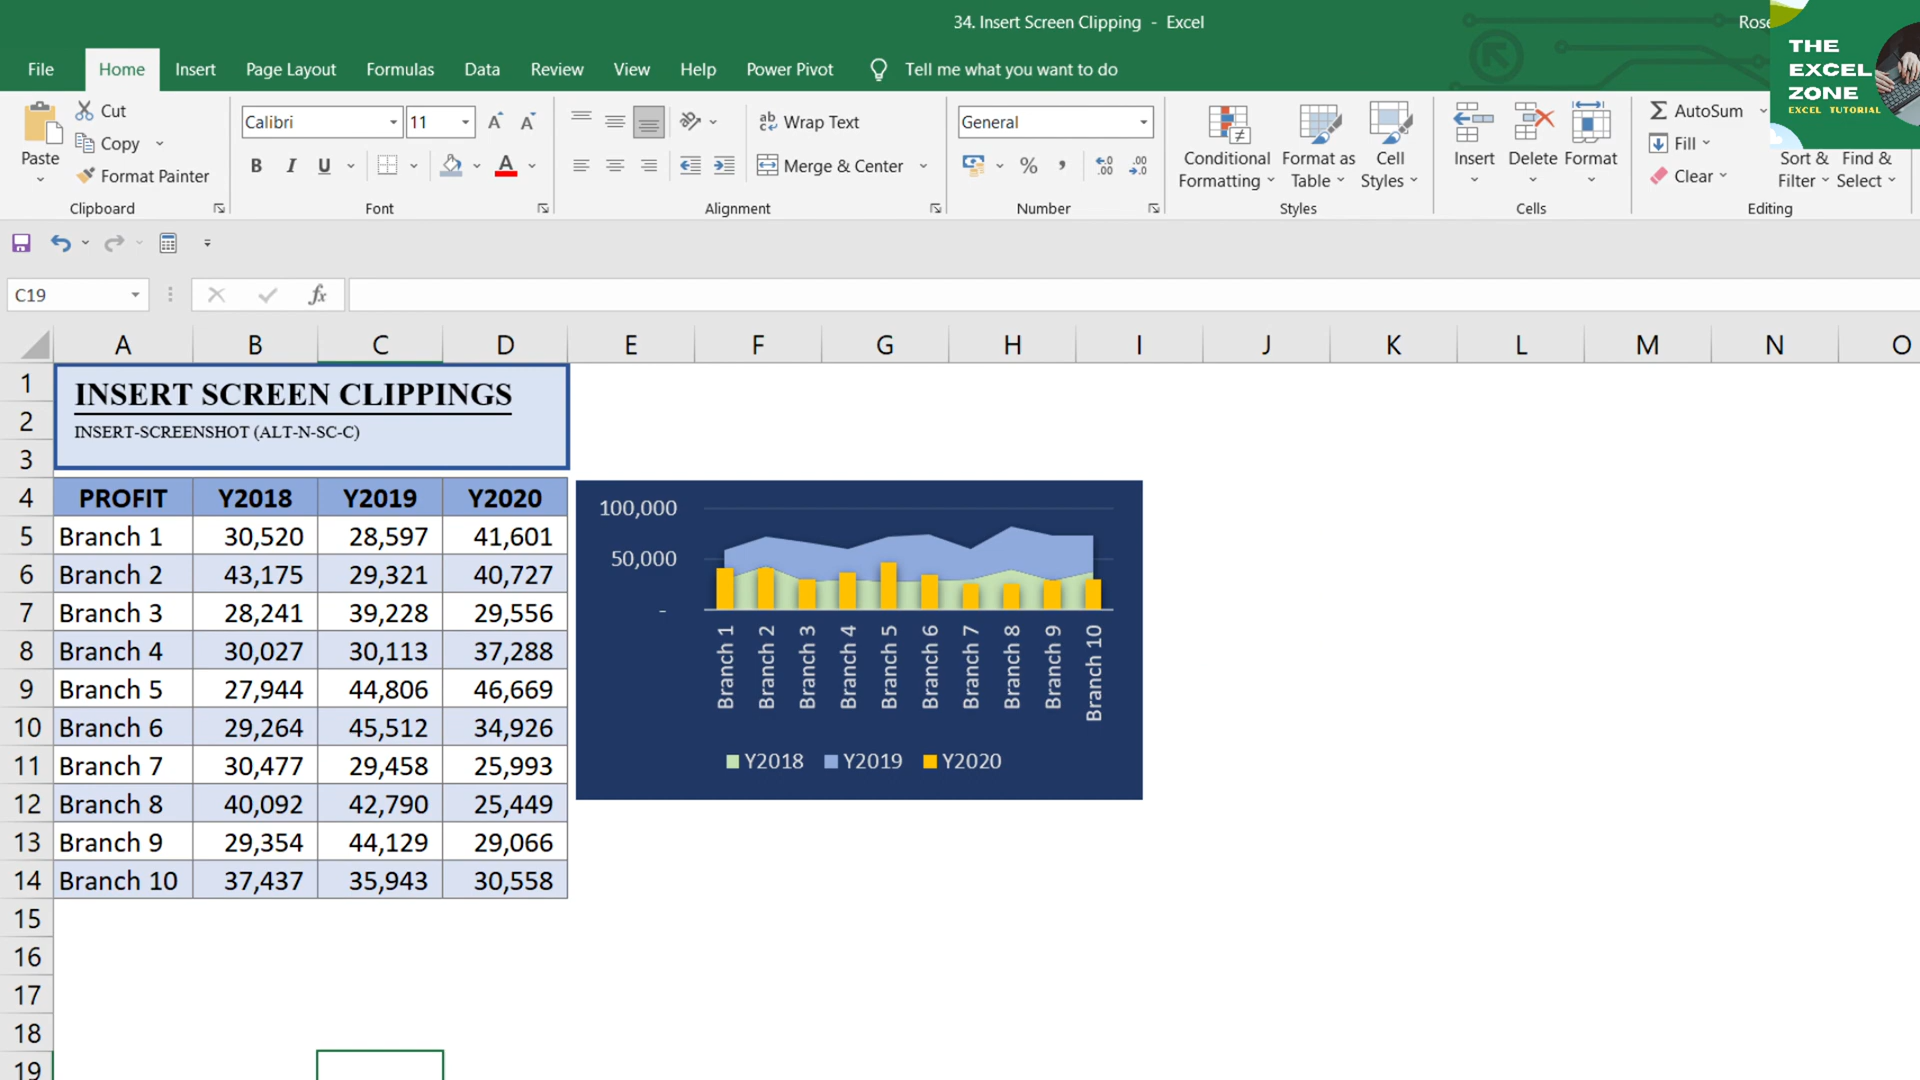 34. Insert Screen Clipping - Excel
THE
EXCEL
ZONE
EXCEL TUTORIAL
File Home Insert Page Layout Formulas Data Review View Help Power Pivot Tell me what you want to do
Paste
Cut
Copy
Format Painter
Clipboard
Calibri 11
B I U
Font
Wrap Text
Merge & Center
Alignment
General
Number
Conditional Formatting
Format as Table
Cell Styles
Styles
Insert Delete Format
Cells
AutoSum
Fill
Clear
Sort & Filter
Find & Select
Editing
C19 fx
A B C D E F G H I J K L M N O
1 INSERT SCREEN CLIPPINGS
2 INSERT-SCREENSHOT (ALT-N-SC-C)
3
4 PROFIT Y2018 Y2019 Y2020
5 Branch 1 30,520 28,597 41,601
6 Branch 2 43,175 29,321 40,727
7 Branch 3 28,241 39,228 29,556
8 Branch 4 30,027 30,113 37,288
9 Branch 5 27,944 44,806 46,669
10 Branch 6 29,264 45,512 34,926
11 Branch 7 30,477 29,458 25,993
12 Branch 8 40,092 42,790 25,449
13 Branch 9 29,354 44,129 29,066
14 Branch 10 37,437 35,943 30,558
15
16
17
18
19
100,000
50,000
-
Branch 1 Branch 2 Branch 3 Branch 4 Branch 5 Branch 6 Branch 7 Branch 8 Branch 9 Branch 10
Y2018 Y2019 Y2020